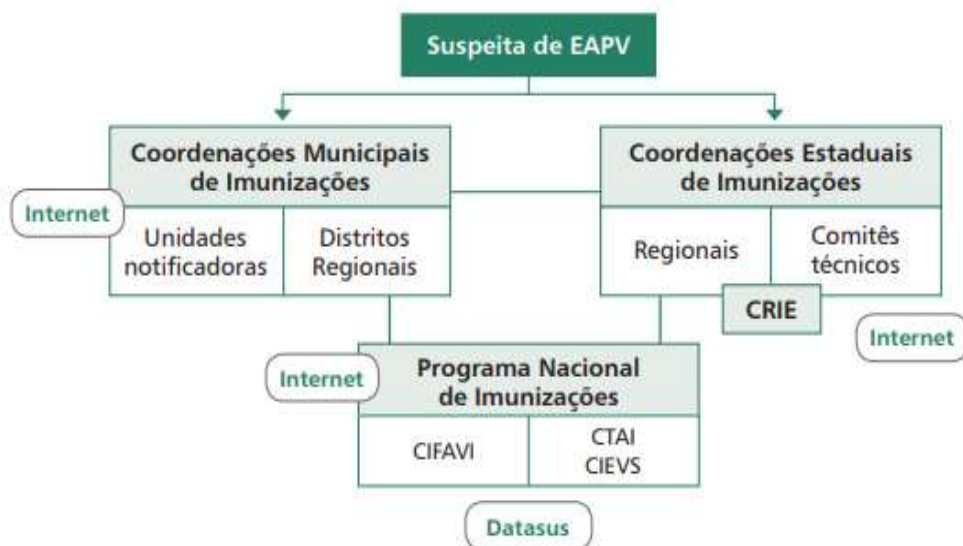 Suspeita de EAPV
Coordenações Municipais
de Imunizações
Internet
Unidades
notificadoras
Distritos
Regionais
Coordenações Estaduais
de Imunizações
Regionais
Comitês
técnicos
CRIE
Internet
Internet
Programa Nacional
de Imunizações
CIFAVI
CTAI
CIEVS
Datasus